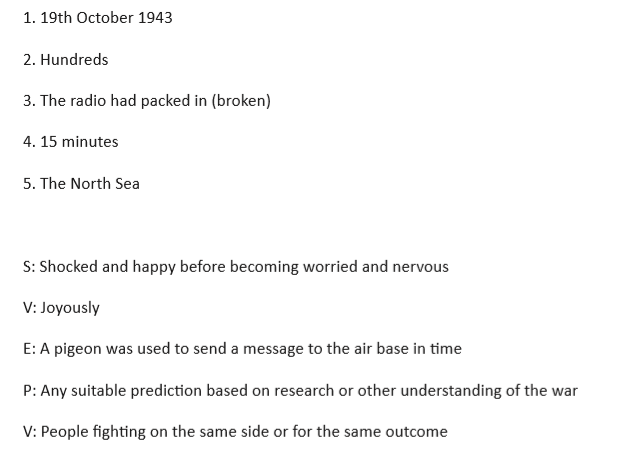 1. 19th October 1943
2. Hundreds
3. The radio had packed in (broken)
4. 15 minutes
5. The North Sea
S: Shocked and happy before becoming worried and nervous
V: Joyously
E: A pigeon was used to send a message to the air base in time
P: Any suitable prediction based on research or other understanding of the war
V: People fighting on the same side or for the same outcome